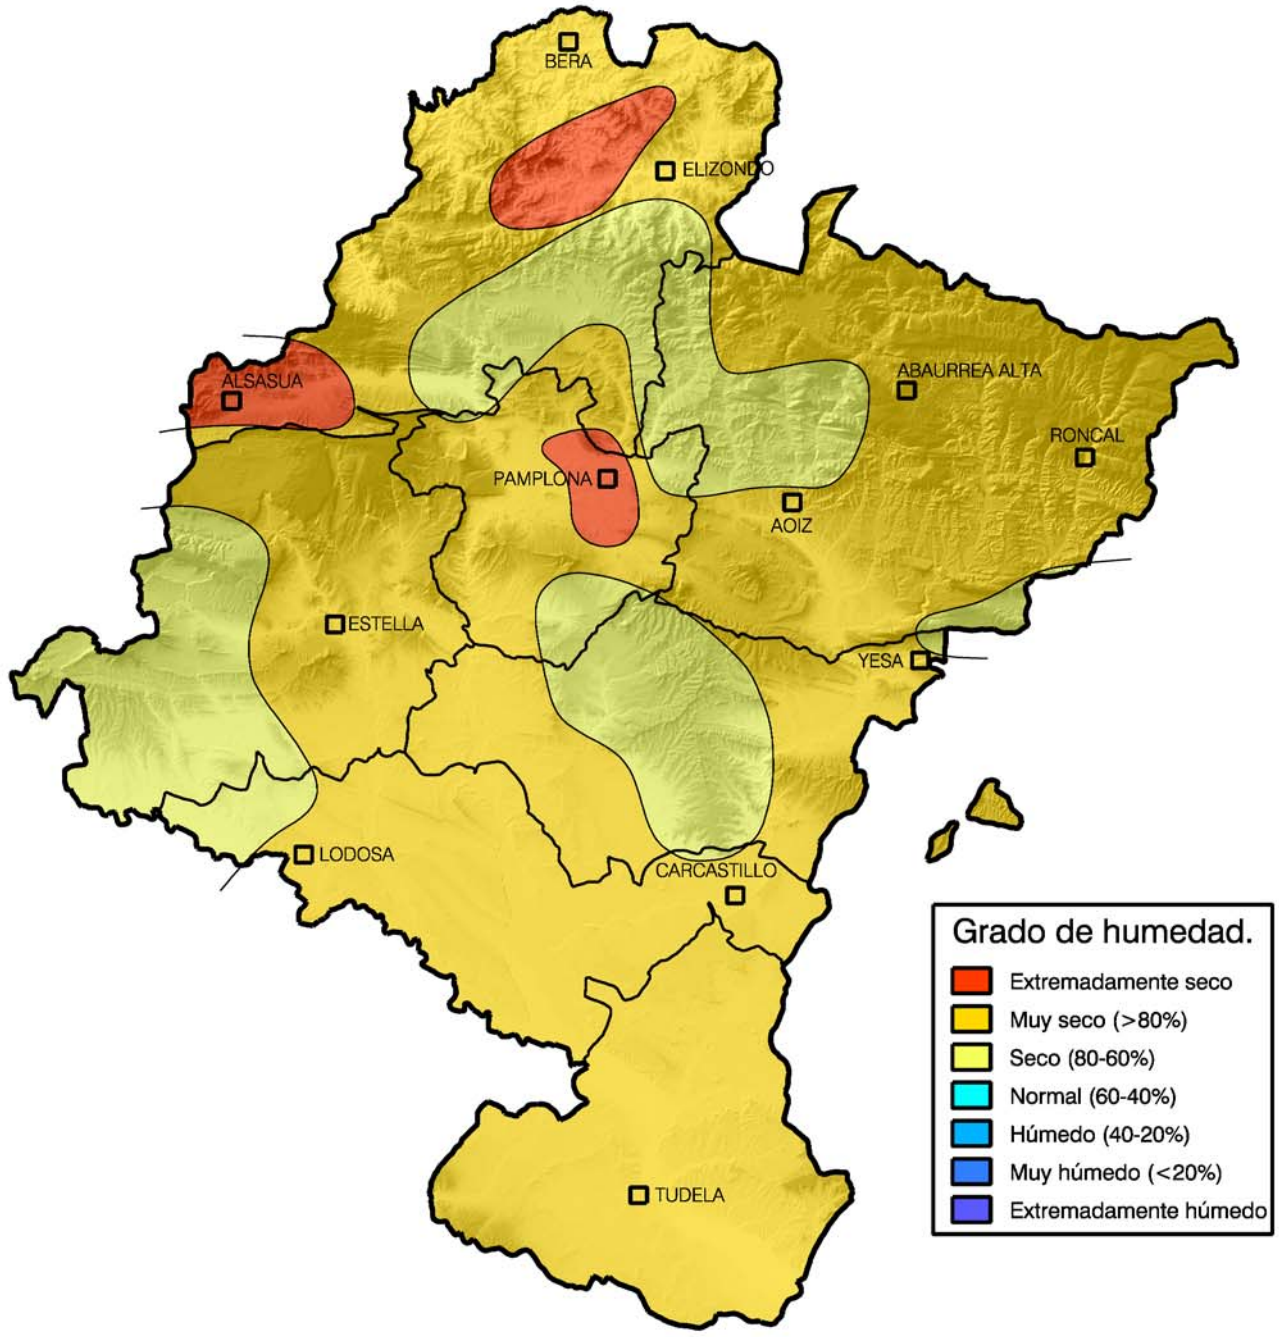 BERA
ELIZONDO
ALSASUA
ABAURREA ALTA
RONCAL
PAMPLONA
AOIZ
ESTELLA
YESA
LODOSA
CARCASTILLO
TUDELA
Grado de humedad.
Extremadamente seco
Muy seco (>80%)
Seco (80-60%)
Normal (60-40%)
Húmedo (40-20%)
Muy húmedo (<20%)
Extremadamente húmedo